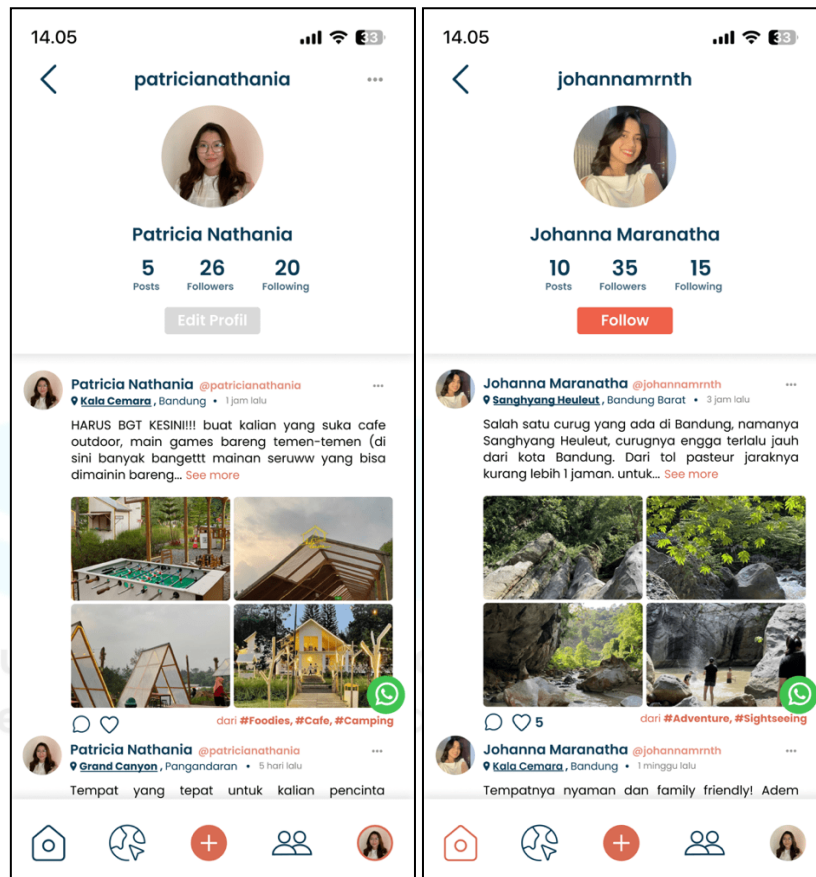 14.05
33
patricianathania
Patricia Nathania
5 26 20
Posts Followers Following
Edit Profil
Patricia Nathania @patricianathania
Kala Cemara , Bandung • 1 jam lalu
HARUS BGT KESINI!!! buat kalian yang suka cafe
outdoor, main games bareng temen-temen (di
sini banyak bangettt mainan seruww yang bisa
dimainin bareng... See more
dari #Foodies, #Cafe, #Camping
Patricia Nathania @patricianathania
Grand Canyon , Pangandaran • 5 hari lalu
Tempat yang tepat untuk kalian pencinta
14.05
33
johannamrnth
Johanna Maranatha
10 35 15
Posts Followers Following
Follow
Johanna Maranatha @johannamrnth
Sanghyang Heuleut , Bandung Barat • 3 jam lalu
Salah satu curug yang ada di Bandung, namanya
Sanghyang Heuleut, curugnya engga terlalu jauh
dari kota Bandung. Dari tol pasteur jaraknya
kurang lebih 1 jaman. untuk... See more
5
dari #Adventure, #Sightseeing
Johanna Maranatha @johannamrnth
Kala Cemara , Bandung • 1 minggu lalu
Tempatnya nyaman dan family friendly! Adem